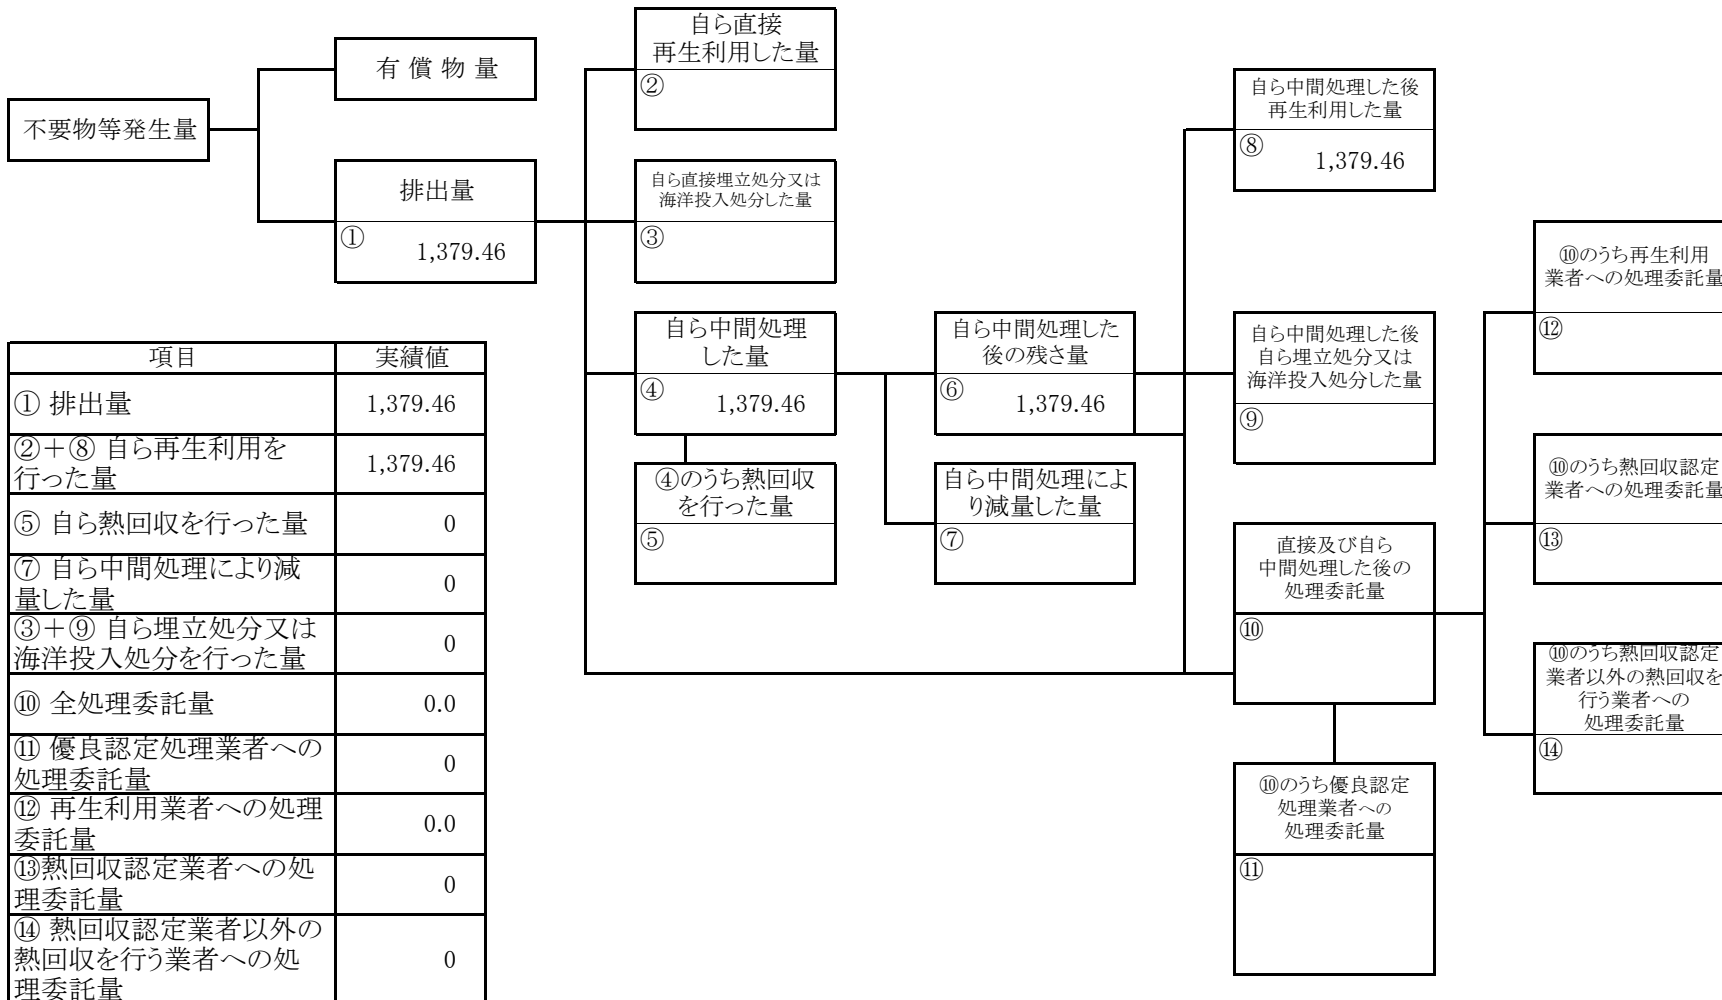 不要物等発生量
有 償 物 量
排出量
①
1,379.46
自ら直接
再生利用した量
②
自ら直接埋立処分又は
海洋投入処分した量
③
自ら中間処理
した量
④
1,379.46
④のうち熱回収
を行った量
⑤
自ら中間処理した
後の残さ量
⑥
1,379.46
自ら中間処理によ
り減量した量
⑦
自ら中間処理した後
再生利用した量
⑧
1,379.46
自ら中間処理した後
自ら埋立処分又は
海洋投入処分した量
⑨
直接及び自ら
中間処理した後の
処理委託量
⑩
⑩のうち優良認定
処理業者への
処理委託量
⑪
⑩のうち再生利用
業者への処理委託量
⑫
⑩のうち熱回収認定
業者への処理委託量
⑬
⑩のうち熱回収認定
業者以外の熱回収を
行う業者への
処理委託量
⑭
項目 実績値
① 排出量 1,379.46
②＋⑧ 自ら再生利用を
行った量 1,379.46
⑤ 自ら熱回収を行った量 0
⑦ 自ら中間処理により減
量した量 0
③＋⑨ 自ら埋立処分又は
海洋投入処分を行った量 0
⑩ 全処理委託量 0.0
⑪ 優良認定処理業者への
処理委託量 0
⑫ 再生利用業者への処理
委託量 0.0
⑬熱回収認定業者への処
理委託量 0
⑭ 熱回収認定業者以外の
熱回収を行う業者への処
理委託量 0